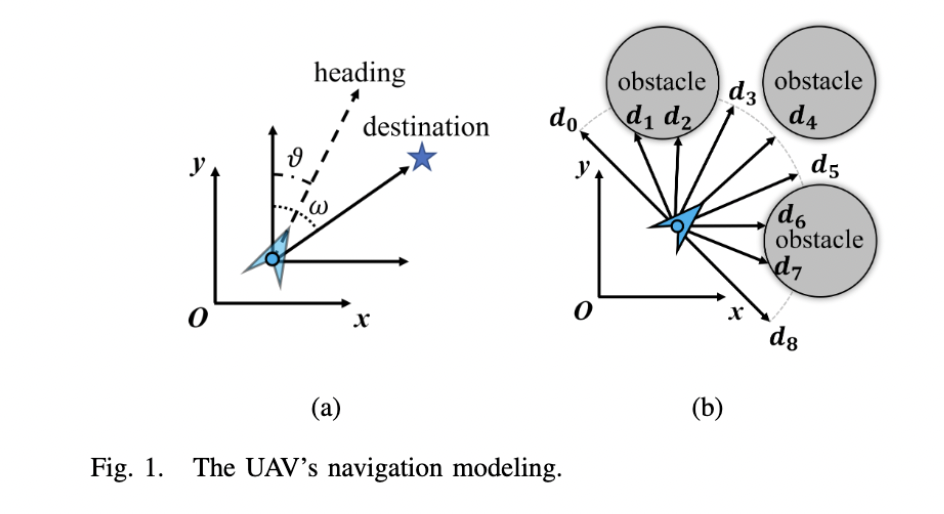 heading
destination
ϑ
ω
y
O
x
(a)
obstacle
obstacle
d₀
d₁ d₂
d₃
d₄
d₅
d₆
obstacle
d₇
d₈
y
O
x
(b)
Fig. 1. The UAV's navigation modeling.